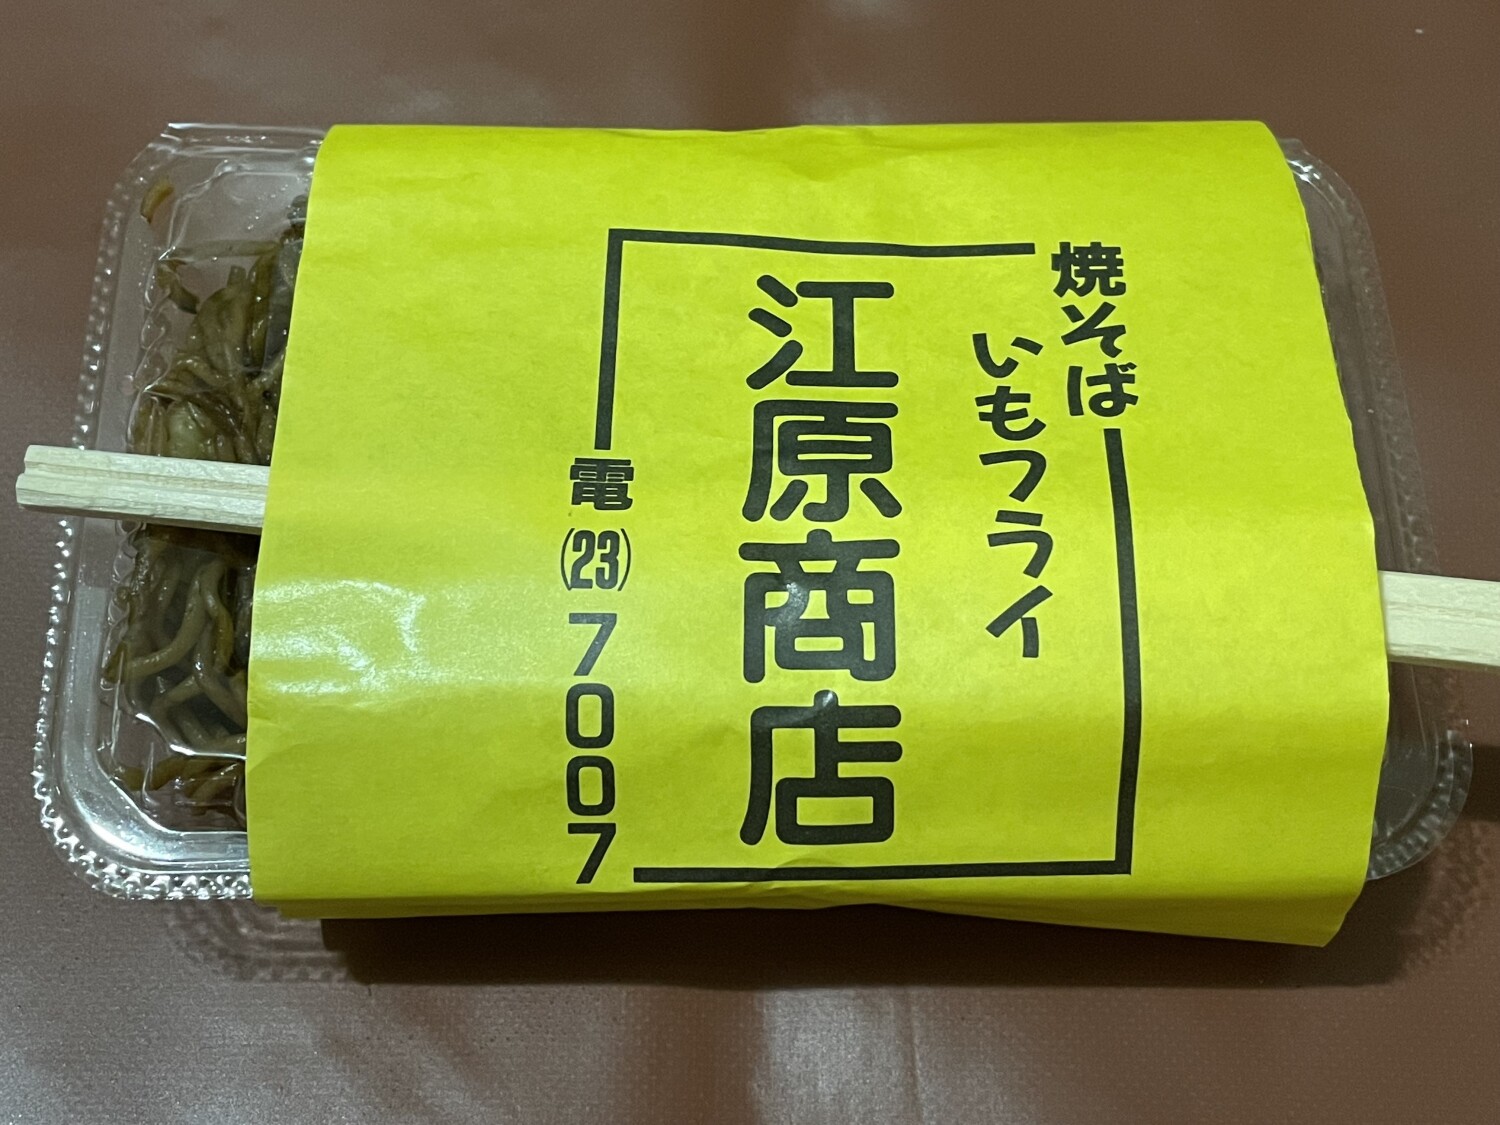 焼そば
いもフライ
江原商店
電(23)7007